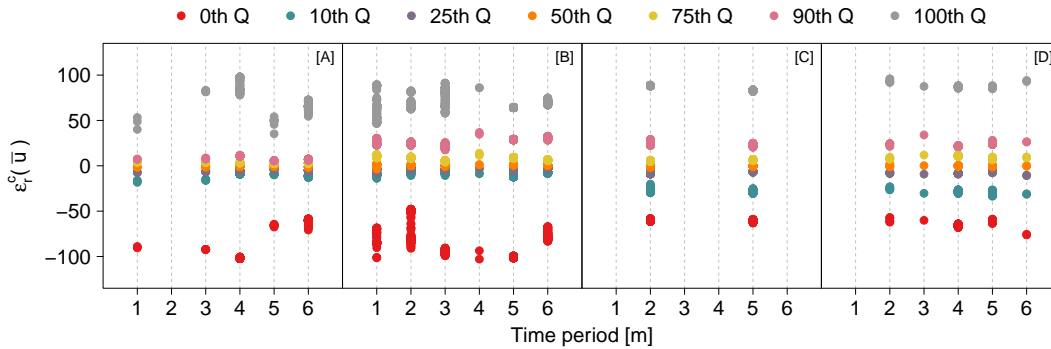 0th Q 10th Q 25th Q 50th Q 75th Q 90th Q 100th Q
[A] [B] [C] [D]
100
50
0
−50
−100
ε_r^c( u̅ )
1 2 3 4 5 6 1 2 3 4 5 6 1 2 3 4 5 6 1 2 3 4 5 6
Time period [m]